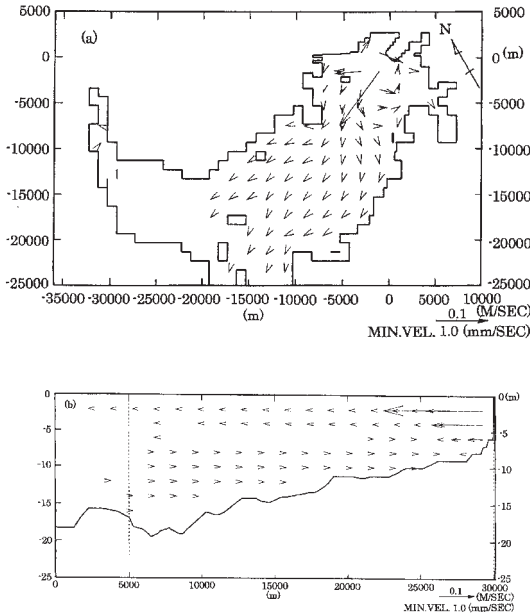 (a)
N
5000 5000
(m)
0 0
(m)
-5000 -5000
-10000 -10000
-15000 -15000
-20000 -20000
-25000 25000
-35000 -30000 -25000 -20000 -15000 -10000 -5000 0 5000 10000
(m)
0.1 (M/SEC)
MIN.VEL. 1.0 (mm/SEC)
(b)
0 0 (m)
-5 -5
-10 -10
-15 -15
-20 -20
-25 -25
0 5000 10000 15000 20000 25000 30000
(m)
0.1 (M/SEC)
MIN.VEL. 1.0 (mm/SEC)